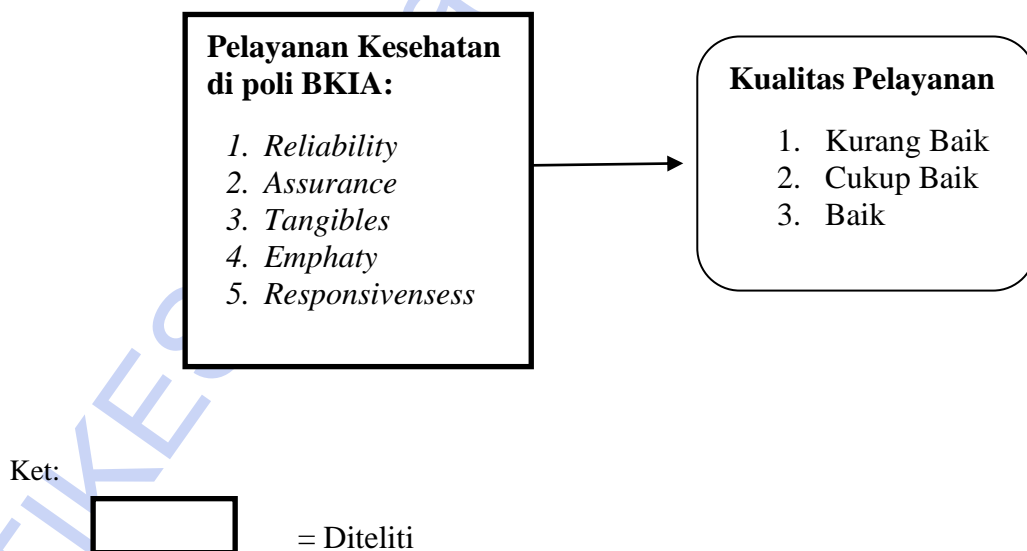 Pelayanan Kesehatan
di poli BKIA:
1. Reliability
2. Assurance
3. Tangibles
4. Emphaty
5. Responsivensess
Kualitas Pelayanan
1. Kurang Baik
2. Cukup Baik
3. Baik
Ket:
= Diteliti